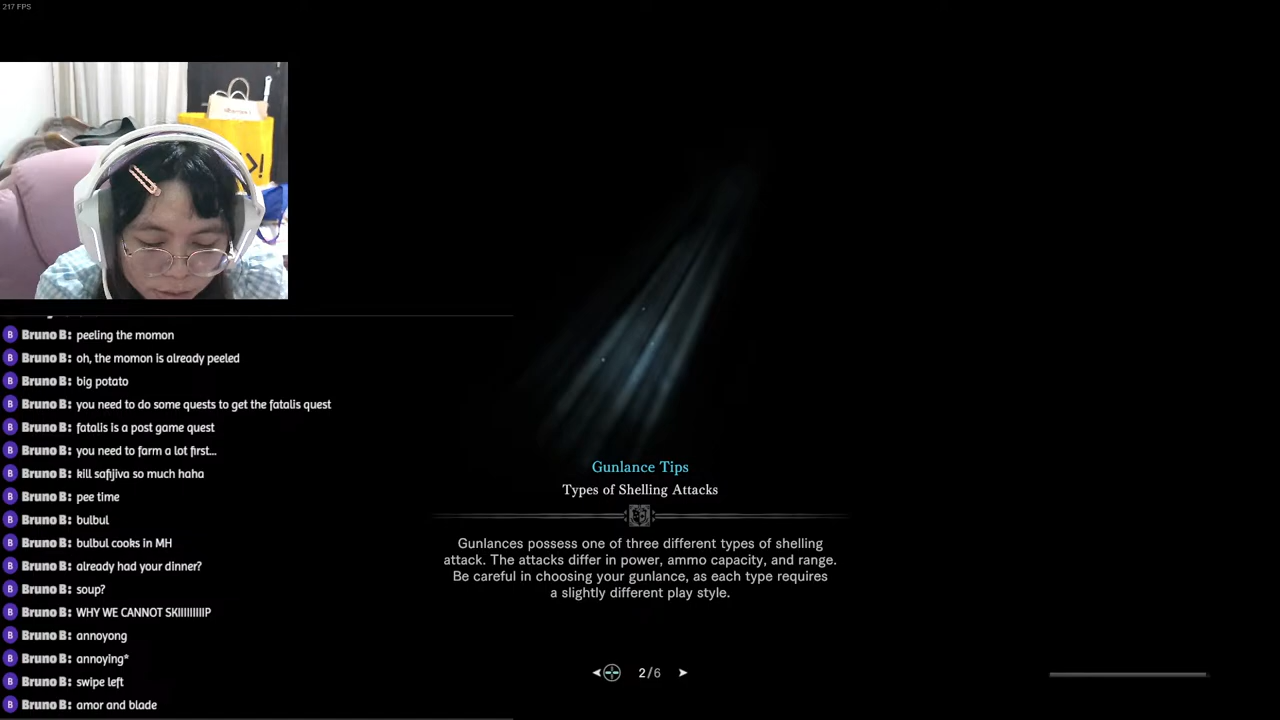 217 FPS
B Bruno B: peeling the momon
B Bruno B: oh, the momon is already peeled
B Bruno B: big potato
B Bruno B: you need to do some quests to get the fatalis quest
B Bruno B: fatalis is a post game quest
B Bruno B: you need to farm a lot first...
B Bruno B: kill safijiva so much haha
B Bruno B: pee time
B Bruno B: bulbul
B Bruno B: bulbul cooks in MH
B Bruno B: already had your dinner?
B Bruno B: soup?
B Bruno B: WHY WE CANNOT SKIIIIIIIIIP
B Bruno B: annoyong
B Bruno B: annoying*
B Bruno B: swipe left
B Bruno B: amor and blade
Gunlance Tips
Types of Shelling Attacks
Gunlances possess one of three different types of shelling
attack. The attacks differ in power, ammo capacity, and range.
Be careful in choosing your gunlance, as each type requires
a slightly different play style.
2/6